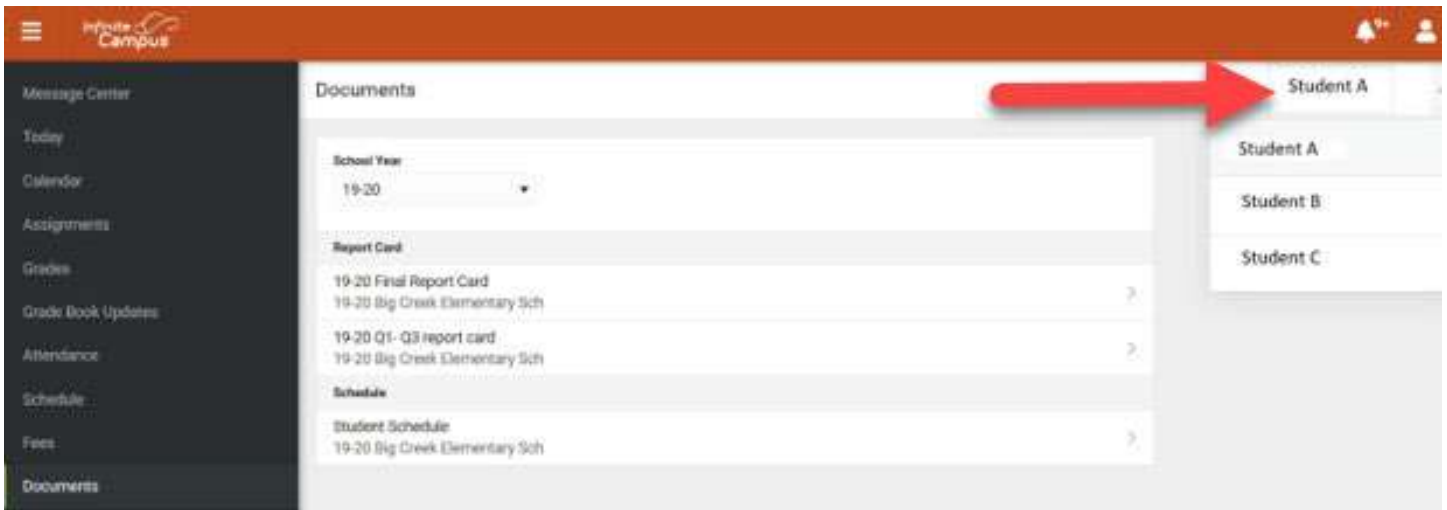 Infinite
Campus
9+
Message Center
Today
Calendar
Assignments
Grades
Grade Book Updates
Attendance
Schedule
Fees
Documents
Documents
School Year
19-20
Report Card
19-20 Final Report Card
19-20 Big Creek Elementary Sch
19-20 Q1- Q3 report card
19-20 Big Creek Elementary Sch
Schedule
Student Schedule
19-20 Big Creek Elementary Sch
Student A
Student A
Student B
Student C